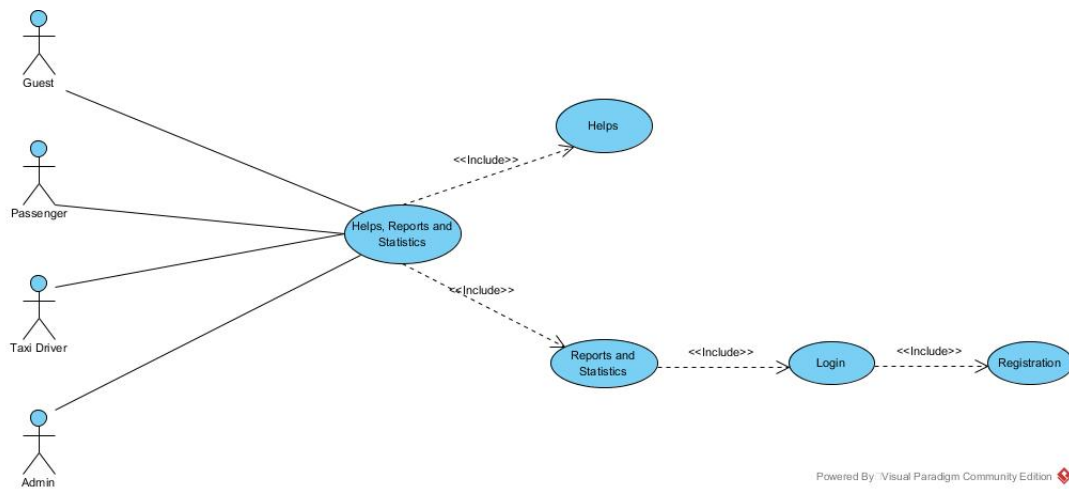 Guest
Helps
<<Include>>
Passenger
Helps, Reports and
Statistics
<<Include>>
Taxi Driver
Reports and
Statistics
<<Include>>
Login
<<Include>>
Registration
Admin
Powered By Visual Paradigm Community Edition